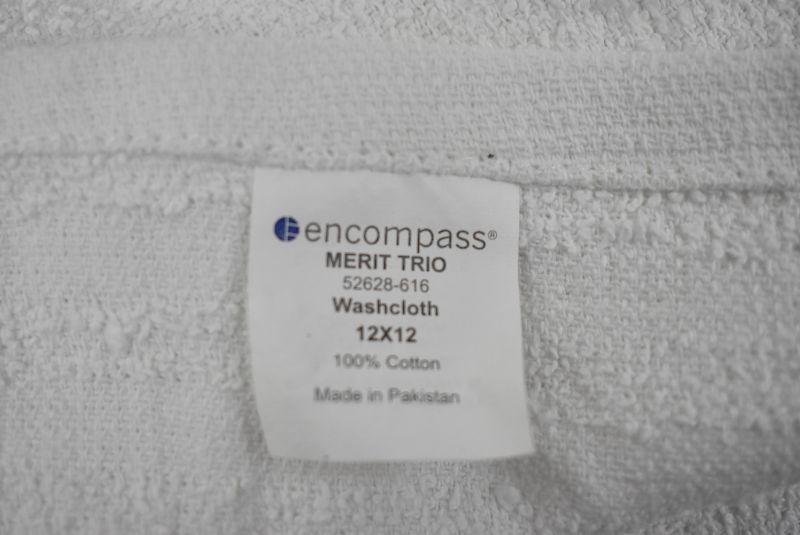 encompass®
MERIT TRIO
52628-616
Washcloth
12X12
100% Cotton
Made in Pakistan